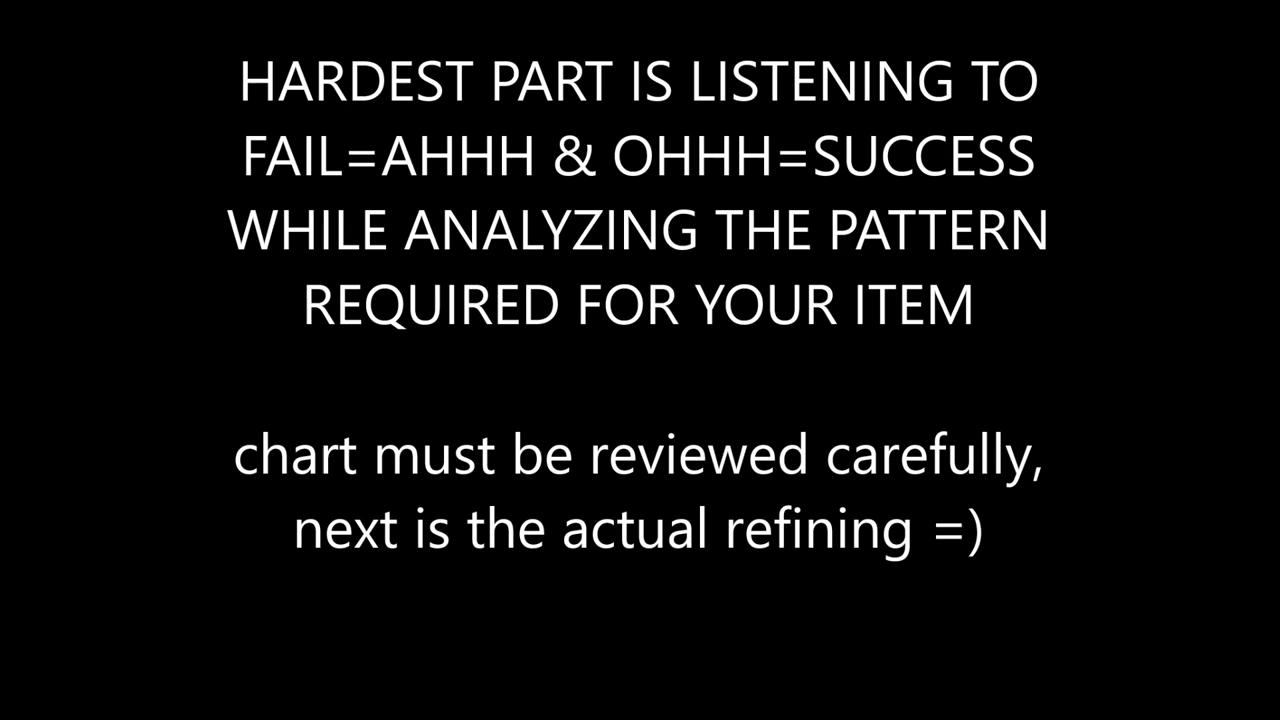 HARDEST PART IS LISTENING TO
FAIL=AHHH & OHHH=SUCCESS
WHILE ANALYZING THE PATTERN
REQUIRED FOR YOUR ITEM
chart must be reviewed carefully,
next is the actual refining =)